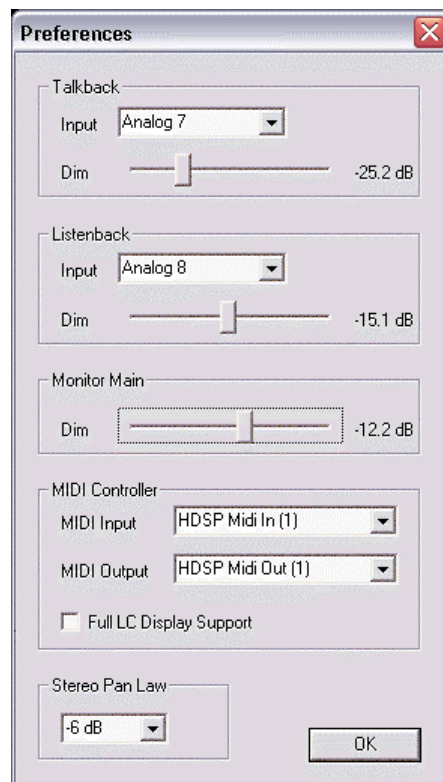 Preferences
Talkback
Input Analog 7
Dim -25.2 dB
Listenback
Input Analog 8
Dim -15.1 dB
Monitor Main
Dim -12.2 dB
MIDI Controller
MIDI Input HDSP Midi In (1)
MIDI Output HDSP Midi Out (1)
Full LC Display Support
Stereo Pan Law
-6 dB
OK